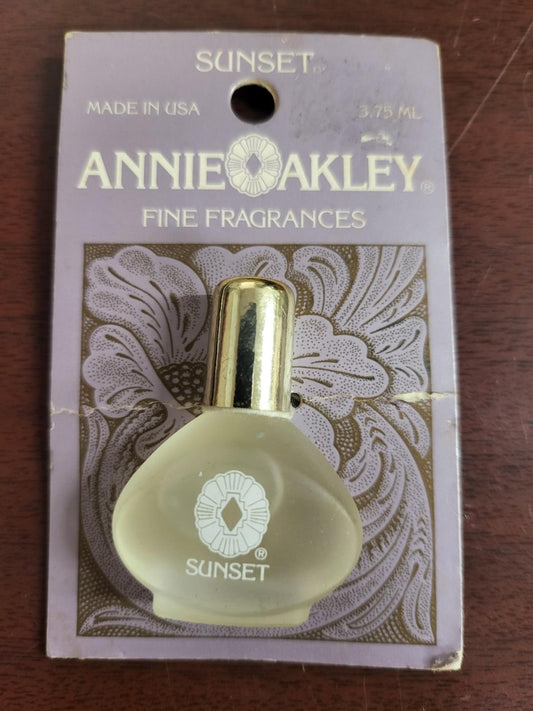 SUNSET
MADE IN USA 3.75 ML
ANNIE OAKLEY®
FINE FRAGRANCES
®
SUNSET